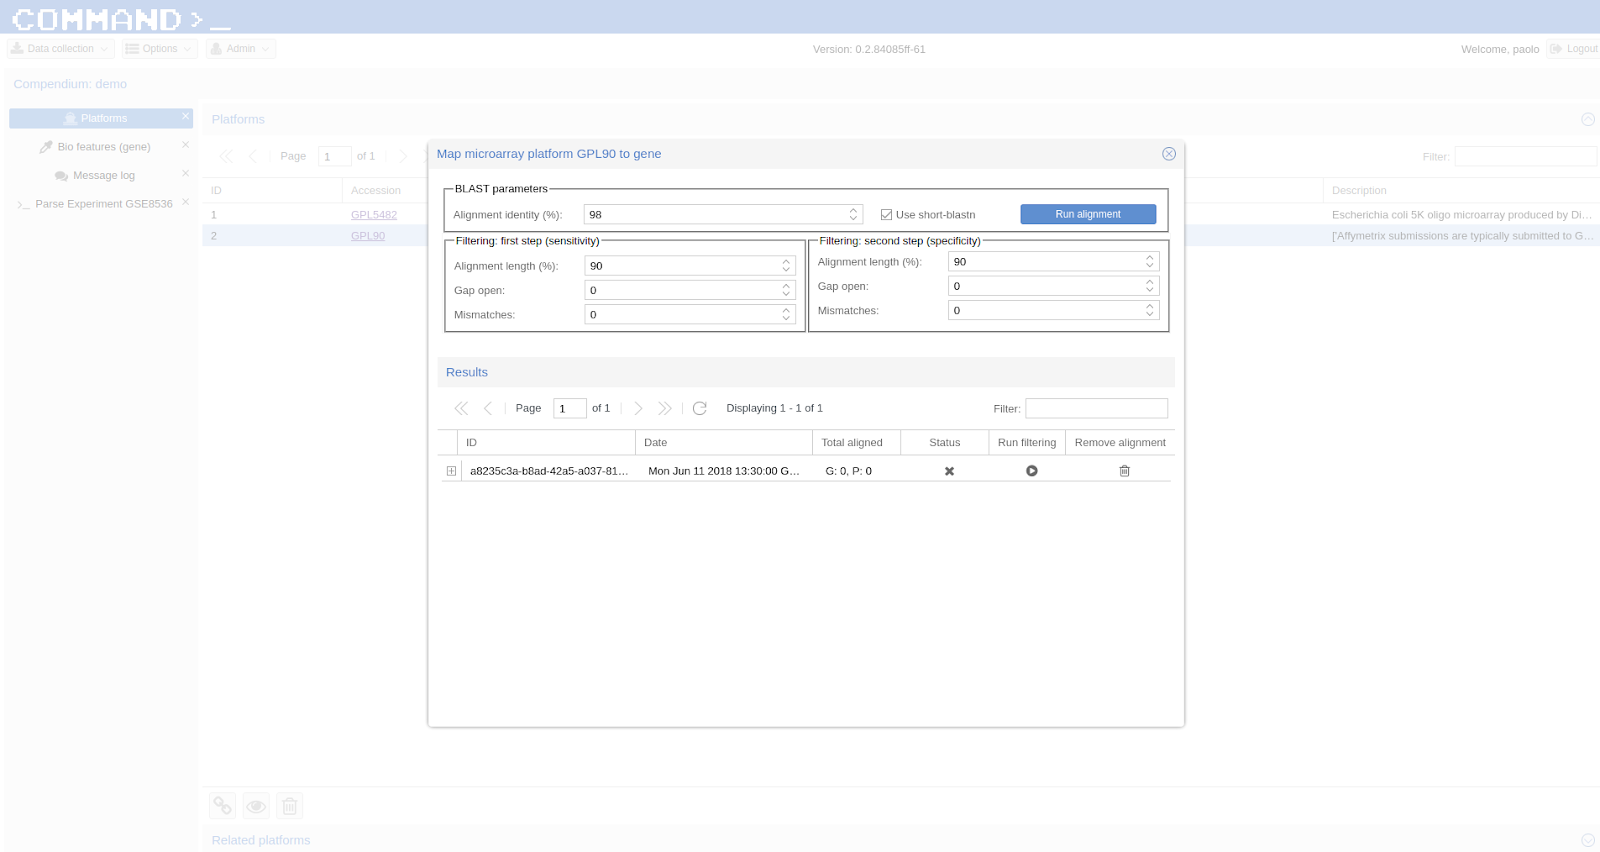 COMMAND>_
Data collection Options Admin Version: 0.2.84085ff-61 Welcome, paolo Logout
Compendium: demo
Platforms
Bio features (gene)
Message log
>_ Parse Experiment GSE8536
Platforms
Page 1 of 1 Filter:
ID Accession Description
1 GPL5482 Escherichia coli 5K oligo microarray produced by Di...
2 GPL90 ['Affymetrix submissions are typically submitted to G...
Map microarray platform GPL90 to gene
BLAST parameters
Alignment identity (%): 98 Use short-blastn Run alignment
Filtering: first step (sensitivity)
Alignment length (%): 90
Gap open: 0
Mismatches: 0
Filtering: second step (specificity)
Alignment length (%): 90
Gap open: 0
Mismatches: 0
Results
Page 1 of 1 Displaying 1 - 1 of 1 Filter:
ID Date Total aligned Status Run filtering Remove alignment
a8235c3a-b8ad-42a5-a037-81... Mon Jun 11 2018 13:30:00 G... G: 0, P: 0
Related platforms